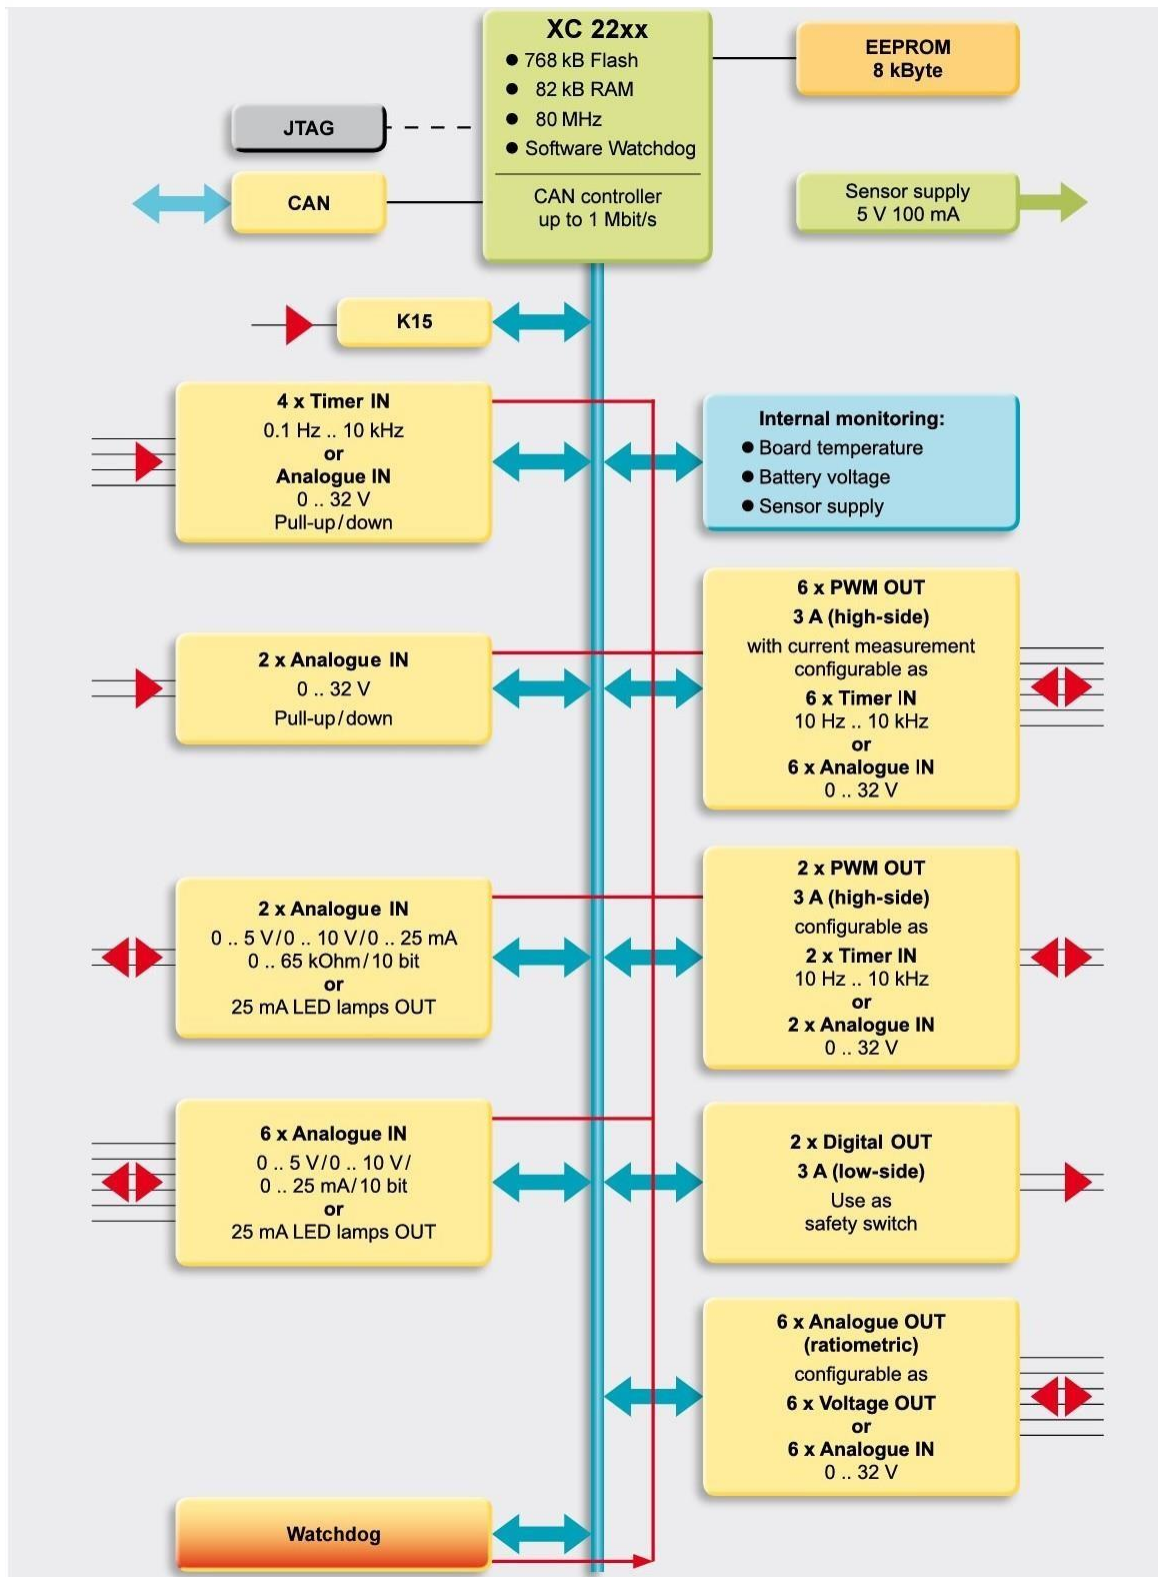 XC 22xx
● 768 kB Flash
● 82 kB RAM
● 80 MHz
● Software Watchdog
CAN controller
up to 1 Mbit/s
EEPROM
8 kByte
JTAG
CAN
Sensor supply
5 V 100 mA
K15
4 x Timer IN
0.1 Hz .. 10 kHz
or
Analogue IN
0 .. 32 V
Pull-up/down
Internal monitoring:
● Board temperature
● Battery voltage
● Sensor supply
2 x Analogue IN
0 .. 32 V
Pull-up/down
6 x PWM OUT
3 A (high-side)
with current measurement
configurable as
6 x Timer IN
10 Hz .. 10 kHz
or
6 x Analogue IN
0 .. 32 V
2 x Analogue IN
0 .. 5 V/0 .. 10 V/0 .. 25 mA
0 .. 65 kOhm/10 bit
or
25 mA LED lamps OUT
2 x PWM OUT
3 A (high-side)
configurable as
2 x Timer IN
10 Hz .. 10 kHz
or
2 x Analogue IN
0 .. 32 V
6 x Analogue IN
0 .. 5 V/0 .. 10 V/
0 .. 25 mA/10 bit
or
25 mA LED lamps OUT
2 x Digital OUT
3 A (low-side)
Use as
safety switch
6 x Analogue OUT
(ratiometric)
configurable as
6 x Voltage OUT
or
6 x Analogue IN
0 .. 32 V
Watchdog